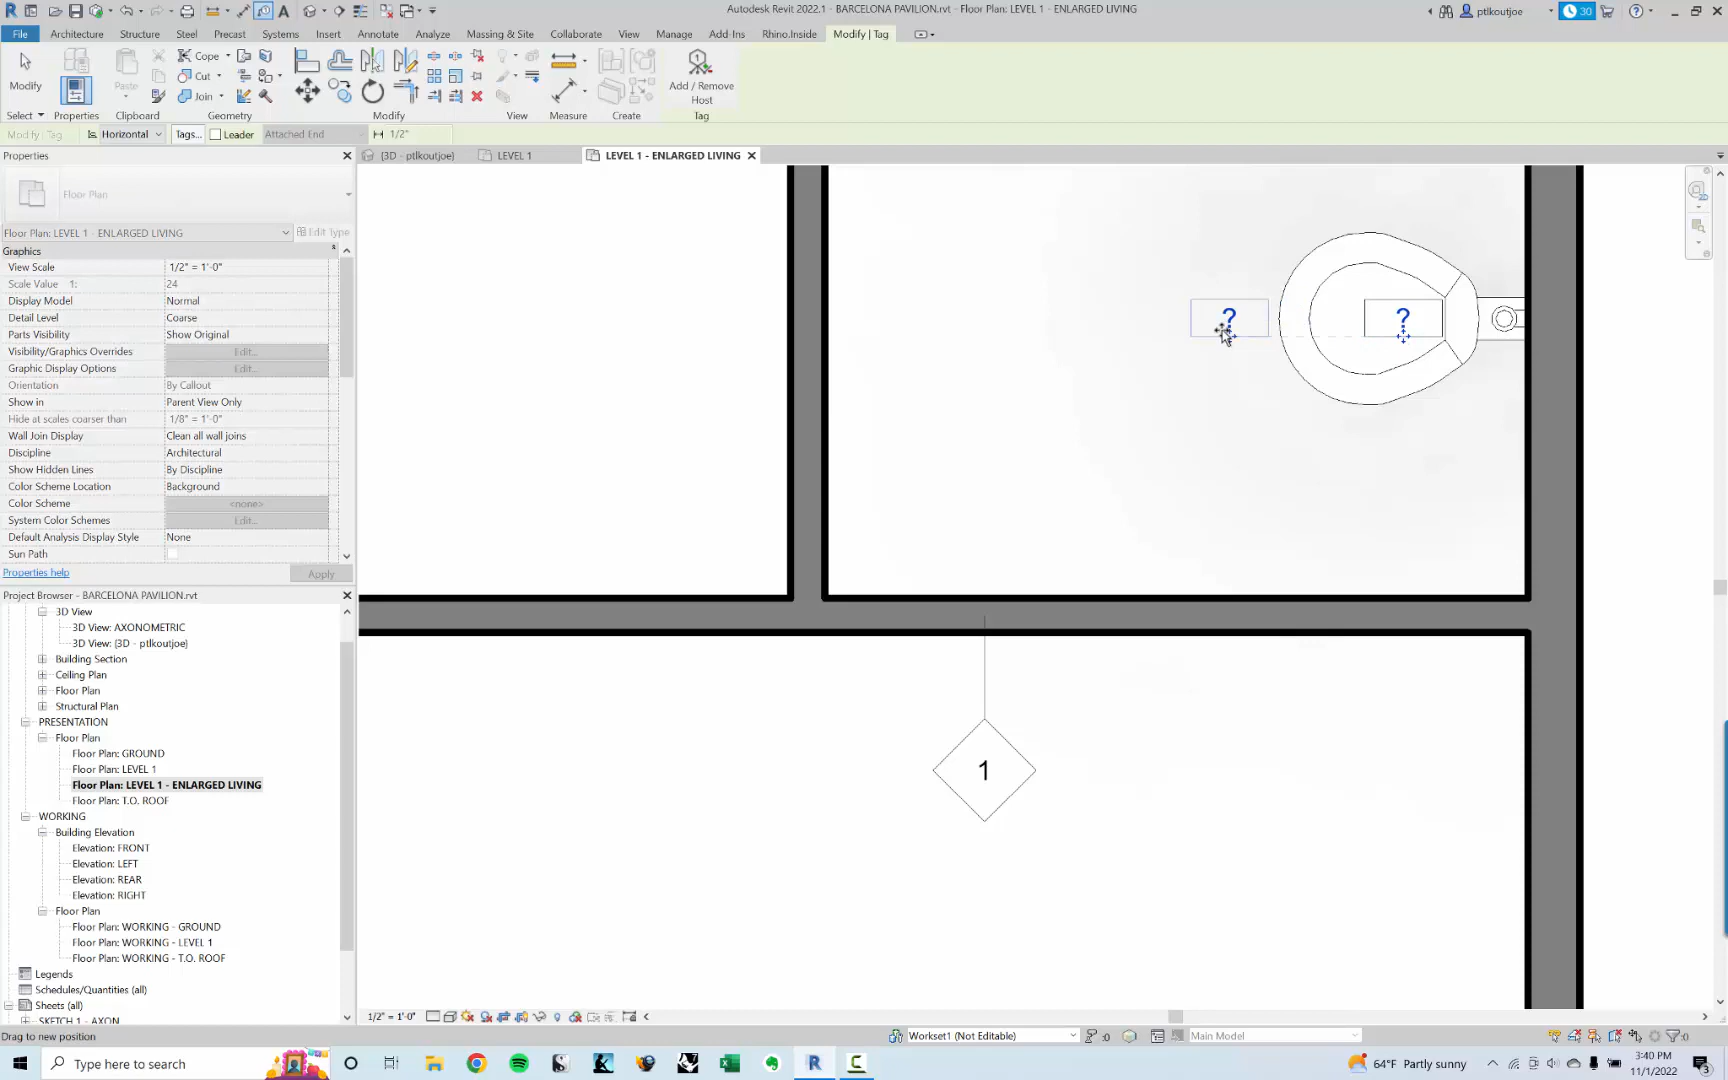 Autodesk Revit 2022.1 - BARCELONA PAVILION.rvt - Floor Plan: LEVEL 1 - ENLARGED LIVING
ptlkoutjoe
30
File Architecture Structure Steel Precast Systems Insert Annotate Analyze Massing & Site Collaborate View Manage Add-Ins Rhino.Inside Modify | Tag
Modify
Paste
Cope
Cut
Join
Add / Remove
Host
Select Properties Clipboard Geometry Modify View Measure Create Tag
Modify | Tag Horizontal Tags... Leader Attached End 1/2"
Properties
{3D - ptlkoutjoe} LEVEL 1 LEVEL 1 - ENLARGED LIVING
Floor Plan
Floor Plan: LEVEL 1 - ENLARGED LIVING Edit Type
Graphics
View Scale 1/2" = 1'-0"
Scale Value 1: 24
Display Model Normal
Detail Level Coarse
Parts Visibility Show Original
Visibility/Graphics Overrides Edit...
Graphic Display Options Edit...
Orientation By Callout
Show in Parent View Only
Hide at scales coarser than 1/8" = 1'-0"
Wall Join Display Clean all wall joins
Discipline Architectural
Show Hidden Lines By Discipline
Color Scheme Location Background
Color Scheme <none>
System Color Schemes Edit...
Default Analysis Display Style None
Sun Path
Properties help Apply
? ?
1
Project Browser - BARCELONA PAVILION.rvt
3D View
3D View: AXONOMETRIC
3D View: {3D - ptlkoutjoe}
Building Section
Ceiling Plan
Floor Plan
Structural Plan
PRESENTATION
Floor Plan
Floor Plan: GROUND
Floor Plan: LEVEL 1
Floor Plan: LEVEL 1 - ENLARGED LIVING
Floor Plan: T.O. ROOF
WORKING
Building Elevation
Elevation: FRONT
Elevation: LEFT
Elevation: REAR
Elevation: RIGHT
Floor Plan
Floor Plan: WORKING - GROUND
Floor Plan: WORKING - LEVEL 1
Floor Plan: WORKING - T.O. ROOF
Legends
Schedules/Quantities (all)
Sheets (all)
SKETCH 1 - AXON
1/2" = 1'-0"
Drag to new position
Workset1 (Not Editable) :0 Main Model :0
Type here to search
64°F Partly sunny
3:40 PM
11/1/2022